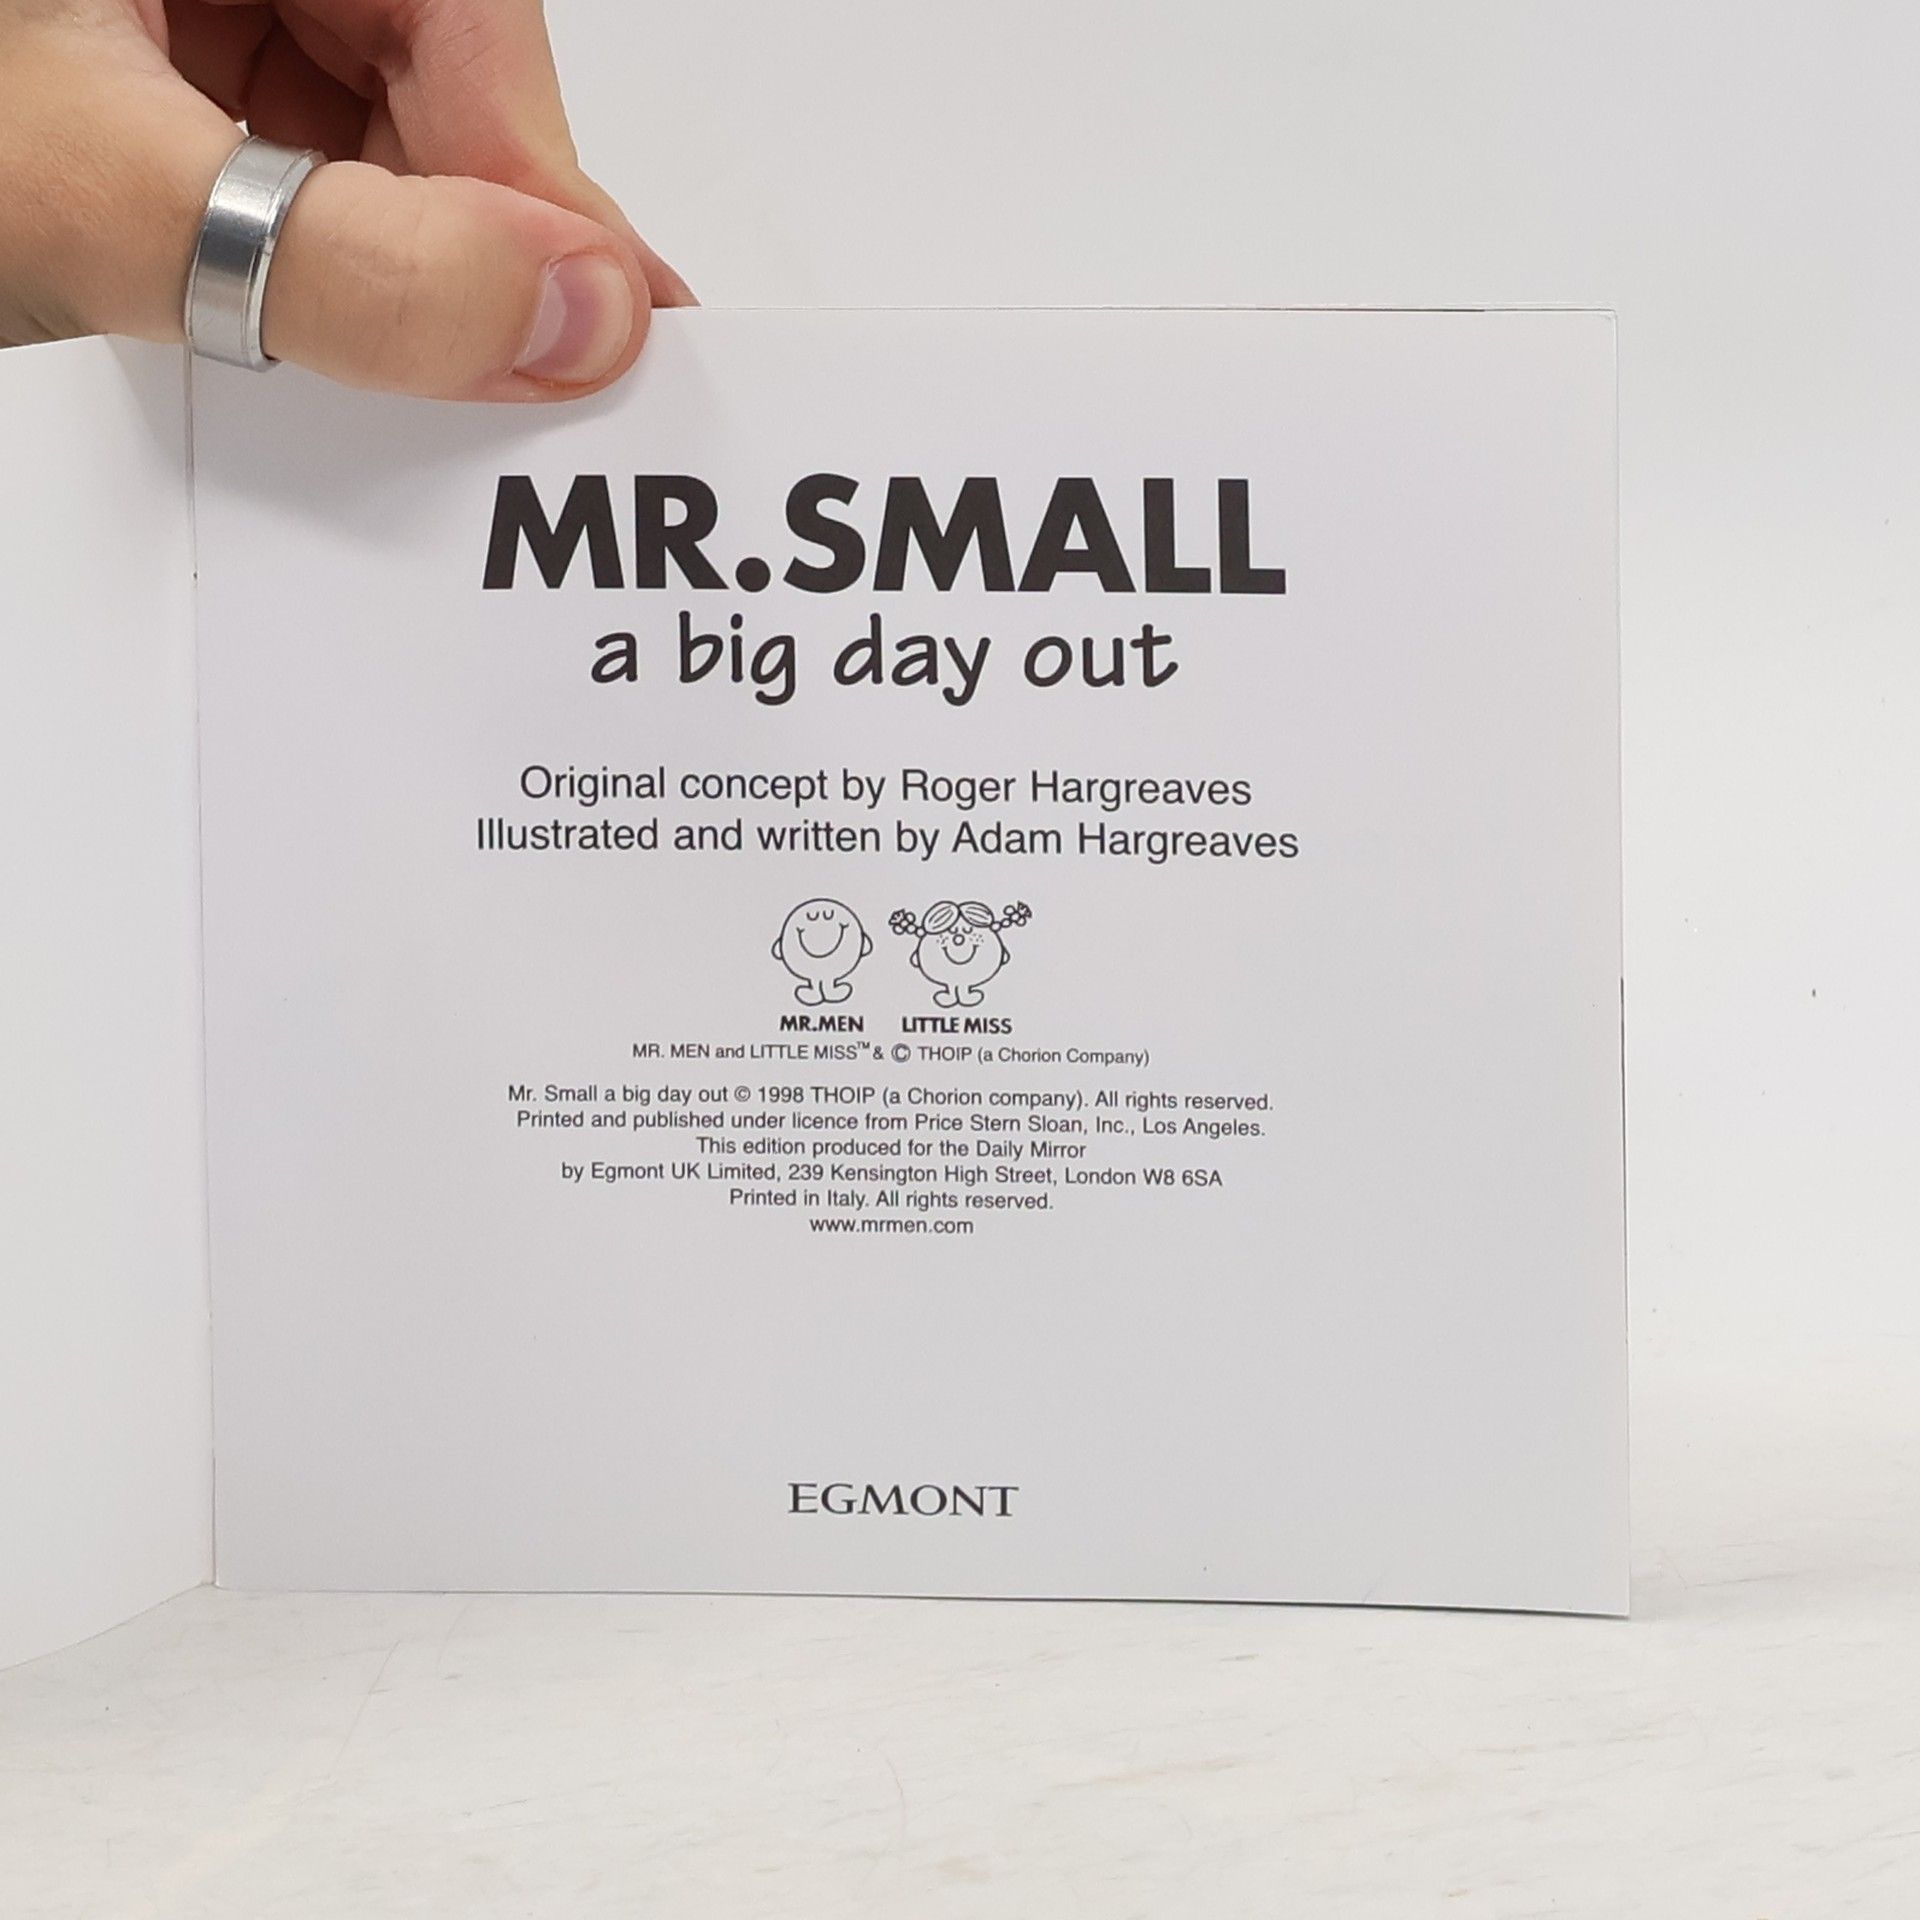 MR.SMALL
a big day out
Original concept by Roger Hargreaves
Illustrated and written by Adam Hargreaves
MR.MEN LITTLE MISS
MR. MEN and LITTLE MISS™ & © THOIP (a Chorion Company)
Mr. Small a big day out © 1998 THOIP (a Chorion company). All rights reserved.
Printed and published under licence from Price Stern Sloan, Inc., Los Angeles.
This edition produced for the Daily Mirror
by Egmont UK Limited, 239 Kensington High Street, London W8 6SA
Printed in Italy. All rights reserved.
www.mrmen.com
EGMONT